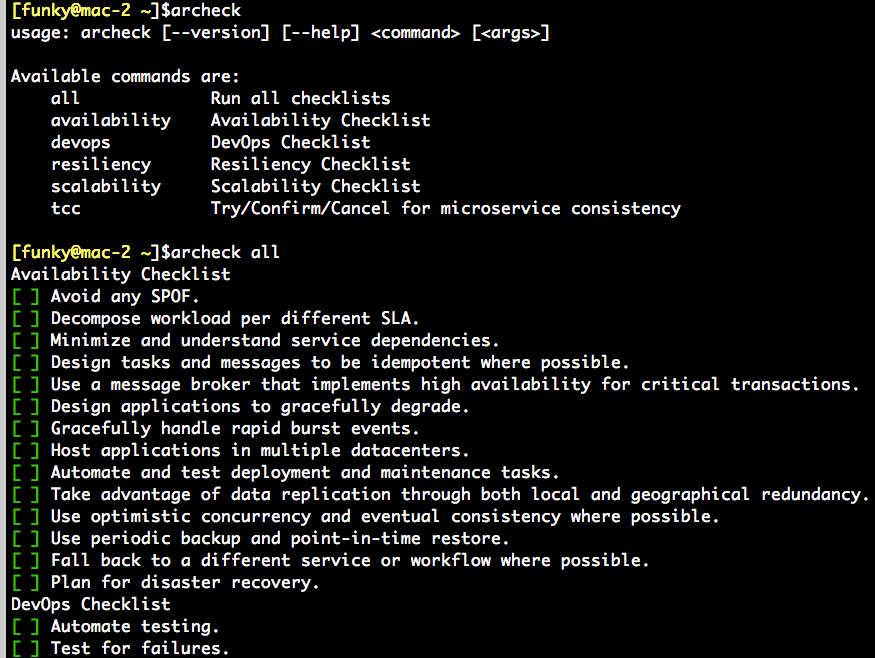 [funky@mac-2 ~]$archeck
usage: archeck [--version] [--help] <command> [<args>]
Available commands are:
all Run all checklists
availability Availability Checklist
devops DevOps Checklist
resiliency Resiliency Checklist
scalability Scalability Checklist
tcc Try/Confirm/Cancel for microservice consistency
[funky@mac-2 ~]$archeck all
Availability Checklist
[ ] Avoid any SPOF.
[ ] Decompose workload per different SLA.
[ ] Minimize and understand service dependencies.
[ ] Design tasks and messages to be idempotent where possible.
[ ] Use a message broker that implements high availability for critical transactions.
[ ] Design applications to gracefully degrade.
[ ] Gracefully handle rapid burst events.
[ ] Host applications in multiple datacenters.
[ ] Automate and test deployment and maintenance tasks.
[ ] Take advantage of data replication through both local and geographical redundancy.
[ ] Use optimistic concurrency and eventual consistency where possible.
[ ] Use periodic backup and point-in-time restore.
[ ] Fall back to a different service or workflow where possible.
[ ] Plan for disaster recovery.
DevOps Checklist
[ ] Automate testing.
[ ] Test for failures.